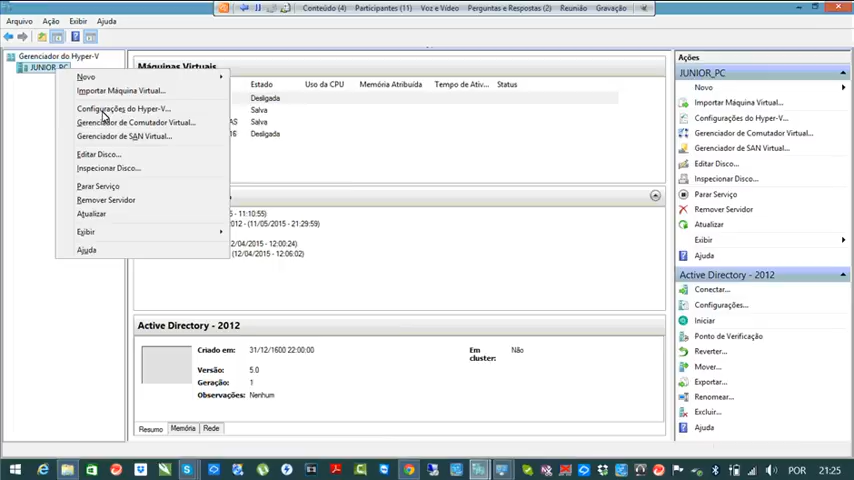 Conteúdo (4) Participantes (11) Voz e Vídeo Perguntas e Respostas (2) Reunião Gravação
Arquivo Ação Exibir Ajuda
Gerenciador do Hyper-V
JUNIOR_PC
Novo
Importar Máquina Virtual...
Configurações do Hyper-V...
Gerenciador de Comutador Virtual...
Gerenciador de SAN Virtual...
Editar Disco...
Inspecionar Disco...
Parar Serviço
Remover Servidor
Atualizar
Exibir
Ajuda
Máquinas Virtuais
Estado Uso da CPU Memória Atribuída Tempo de Ativ... Status
Desligada
Salva
AS Salva
16 Desligada
- 11:10:55)
2012 - (11/05/2015 - 21:29:59)
12/04/2015 - 12:00:24)
12/04/2015 - 12:06:02)
Active Directory - 2012
Criado em: 31/12/1600 22:00:00
Em cluster: Não
Versão: 5.0
Geração: 1
Observações: Nenhum
Resumo Memória Rede
Ações
JUNIOR_PC
Novo
Importar Máquina Virtual...
Configurações do Hyper-V...
Gerenciador de Comutador Virtual...
Gerenciador de SAN Virtual...
Editar Disco...
Inspecionar Disco...
Parar Serviço
Remover Servidor
Atualizar
Exibir
Ajuda
Active Directory - 2012
Conectar...
Configurações...
Iniciar
Ponto de Verificação
Reverter...
Mover...
Exportar...
Renomear...
Excluir...
Ajuda
POR 21:25